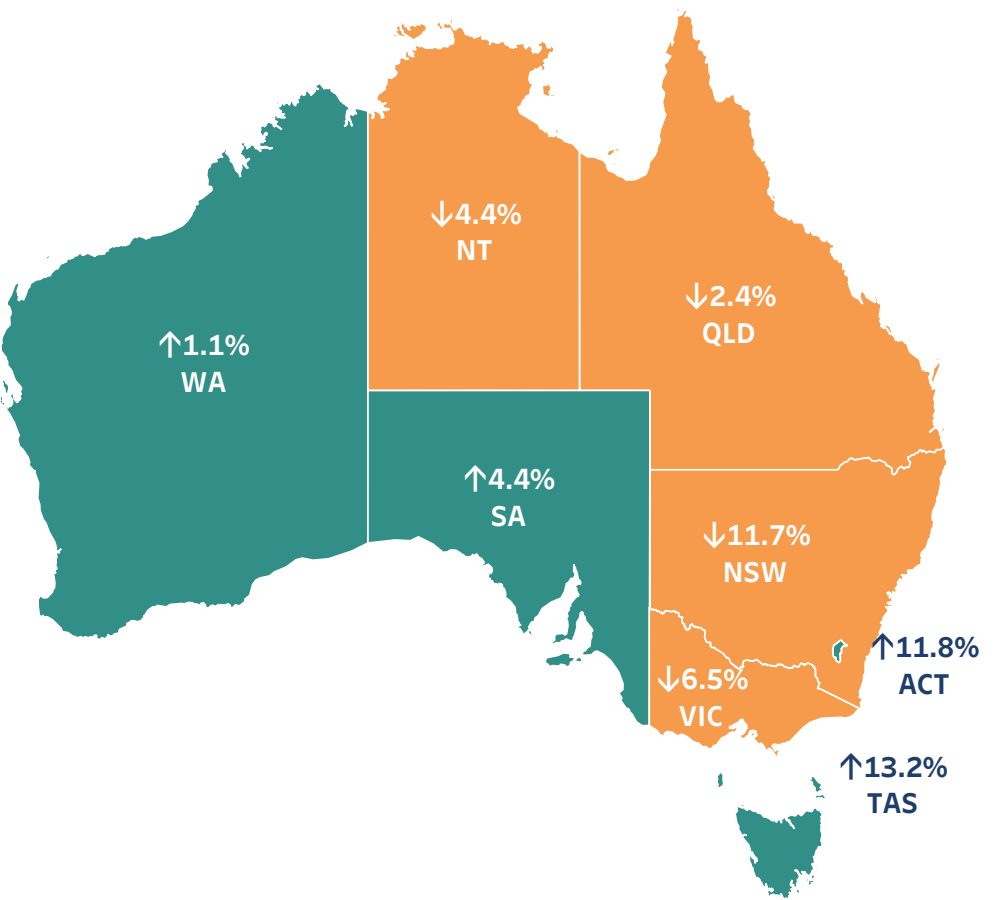 ↓4.4%
NT
↓2.4%
QLD
↑1.1%
WA
↑4.4%
SA
↓11.7%
NSW
↑11.8%
ACT
↓6.5%
VIC
↑13.2%
TAS